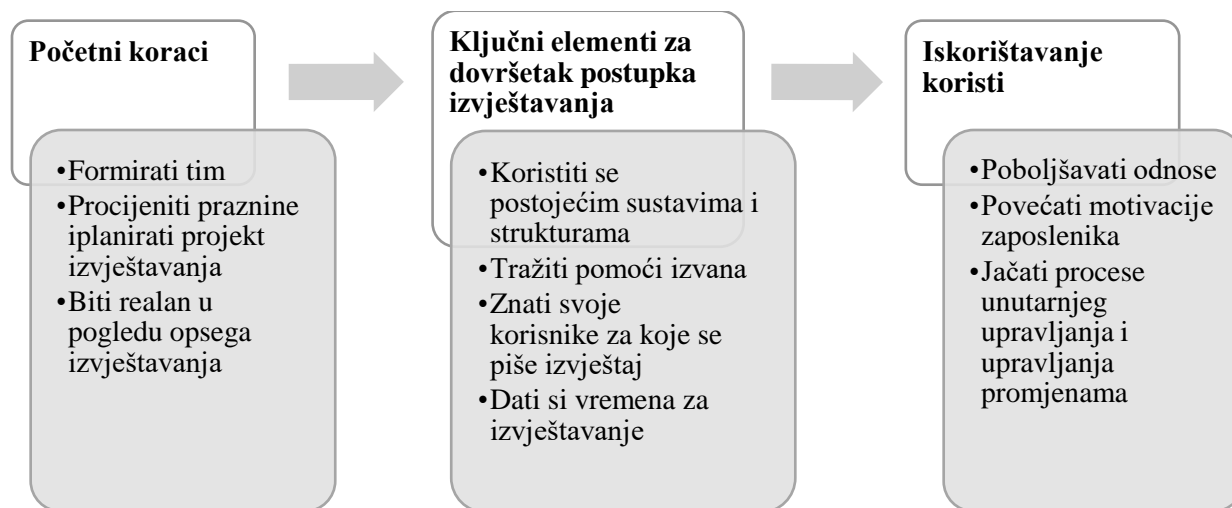 Početni koraci
•Formirati tim
•Procijeniti praznine
iplanirati projekt
izvještavanja
•Biti realan u
pogledu opsega
izvještavanja
Ključni elementi za
dovršetak postupka
izvještavanja
•Koristiti se
postojećim sustavima i
strukturama
•Tražiti pomoći izvana
•Znati svoje
korisnike za koje se
piše izvještaj
•Dati si vremena za
izvještavanje
Iskorištavanje
koristi
•Poboljšavati odnose
•Povećati motivacije
zaposlenika
•Jačati procese
unutarnjeg
upravljanja i
upravljanja
promjenama